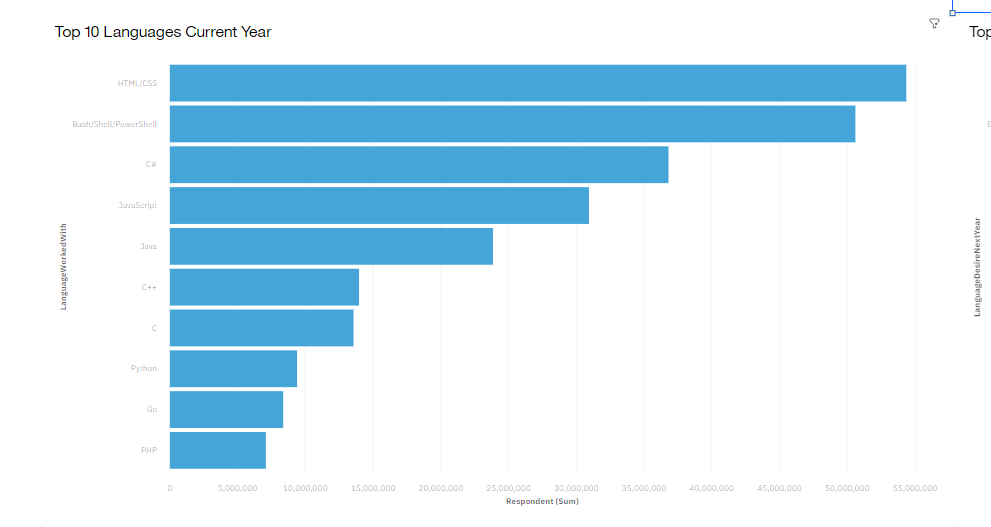 Top 10 Languages Current Year
Top
HTML/CSS
Bash/Shell/PowerShell
C#
JavaScript
Java
C++
C
Python
Go
PHP
LanguageWorkedWith
0 5,000,000 10,000,000 15,000,000 20,000,000 25,000,000 30,000,000 35,000,000 40,000,000 45,000,000 50,000,000 55,000,000
Respondent (Sum)
LanguageDesireNextYear